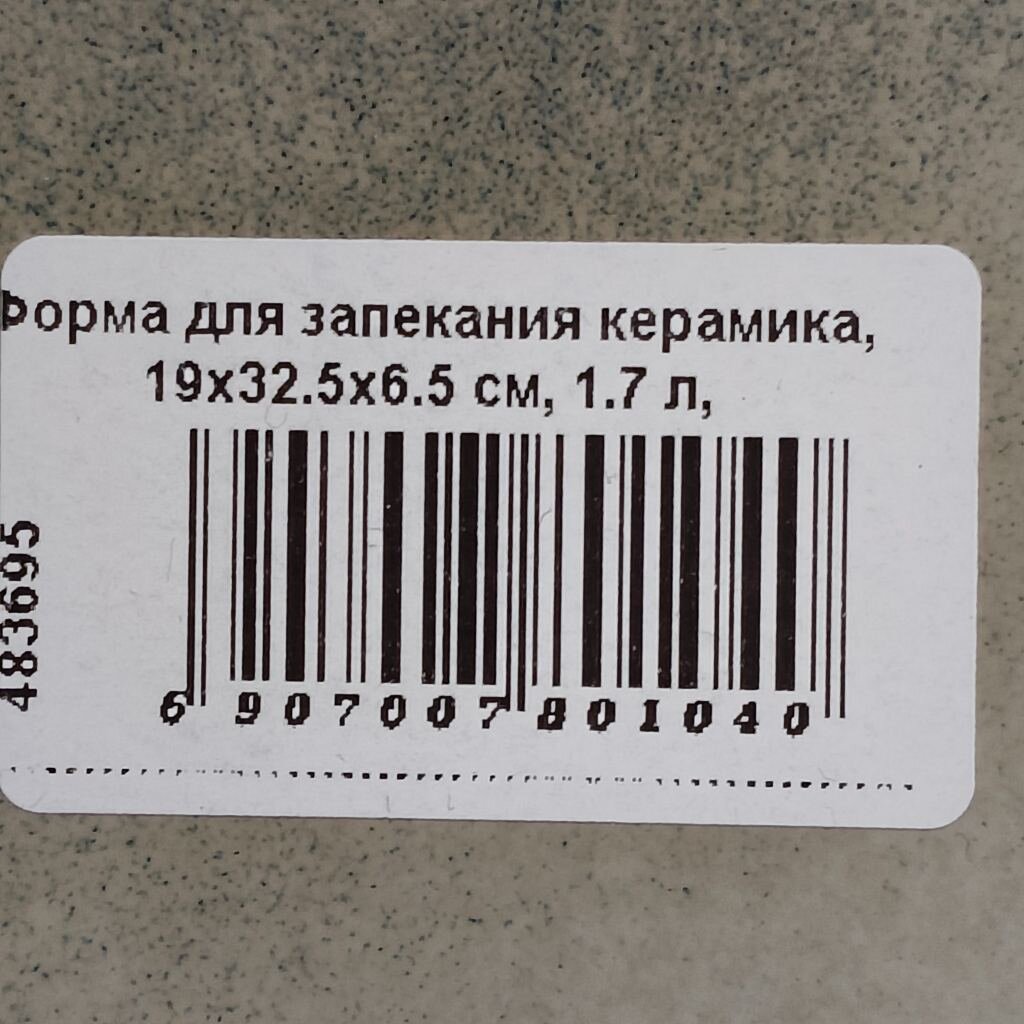 Форма для запекания керамика,
19x32.5x6.5 см, 1.7 л,
483695
6 907007 801040